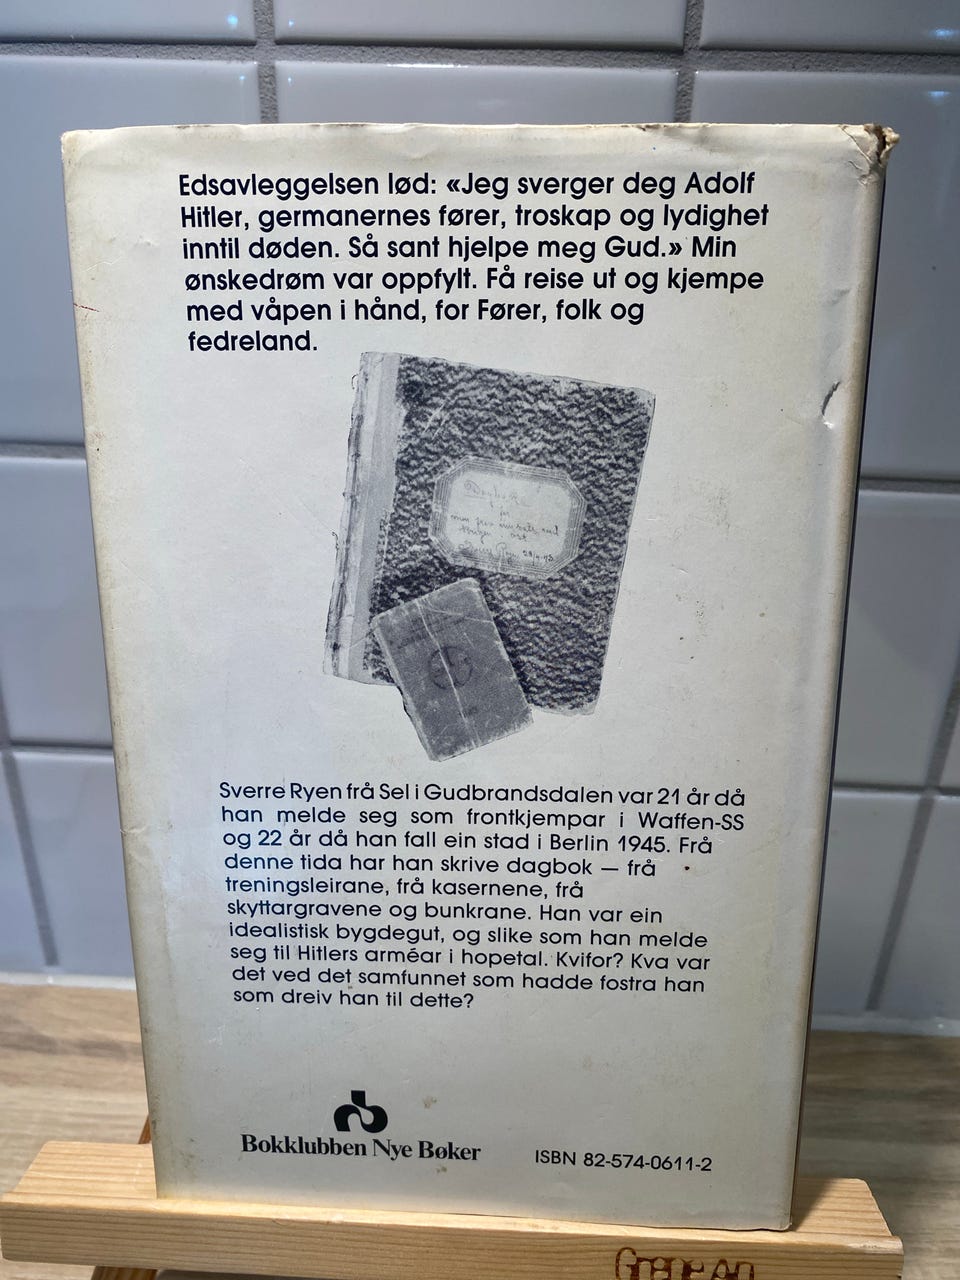 Edsavleggelsen lød: «Jeg sverger deg Adolf
Hitler, germanernes fører, troskap og lydighet
inntil døden. Så sant hjelpe meg Gud.» Min
ønskedrøm var oppfylt. Få reise ut og kjempe
med våpen i hånd, for Fører, folk og
fedreland.
Sverre Ryen frå Sel i Gudbrandsdalen var 21 år då
han melde seg som frontkjempar i Waffen-SS
og 22 år då han fall ein stad i Berlin 1945. Frå
denne tida har han skrive dagbok — frå
treningsleirane, frå kasernene, frå
skyttargravene og bunkrane. Han var ein
idealistisk bygdegut, og slike som han melde
seg til Hitlers arméar i hopetal. Kvifor? Kva var
det ved det samfunnet som hadde fostra han
som dreiv han til dette?
Bokklubben Nye Bøker
ISBN 82-574-0611-2